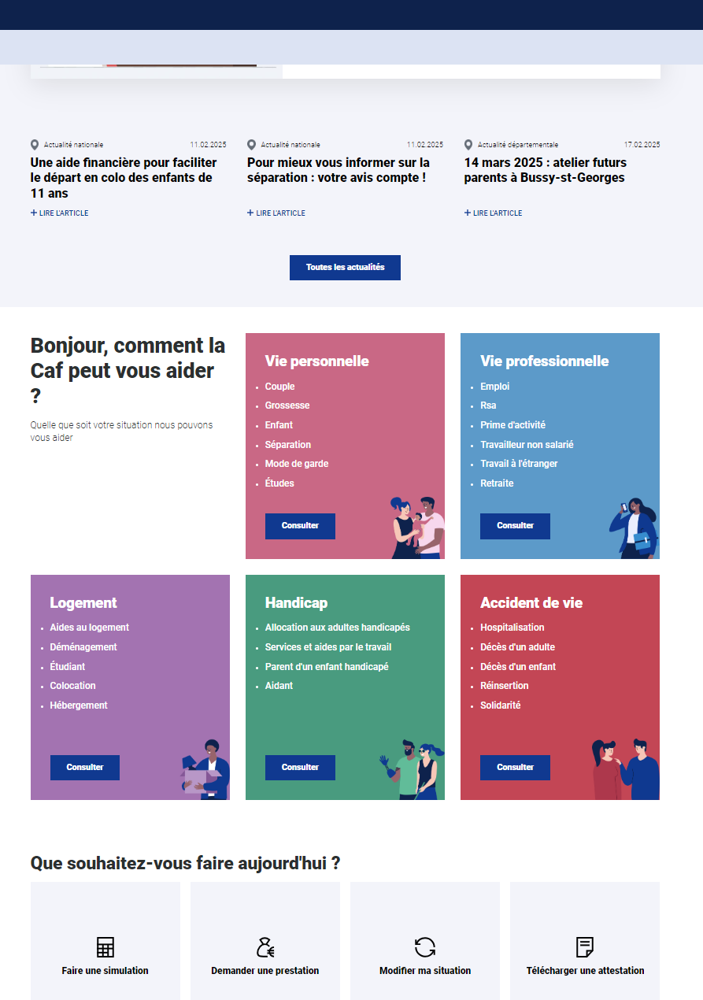 Actualité nationale 11.02.2025
Une aide financière pour faciliter
le départ en colo des enfants de
11 ans
+ LIRE L'ARTICLE
Actualité nationale 11.02.2025
Pour mieux vous informer sur la
séparation : votre avis compte !
+ LIRE L'ARTICLE
Actualité départementale 17.02.2025
14 mars 2025 : atelier futurs
parents à Bussy-st-Georges
+ LIRE L'ARTICLE
Toutes les actualités
Bonjour, comment la
Caf peut vous aider
?
Quelle que soit votre situation nous pouvons
vous aider
Vie personnelle
• Couple
• Grossesse
• Enfant
• Séparation
• Mode de garde
• Études
Consulter
Vie professionnelle
• Emploi
• Rsa
• Prime d'activité
• Travailleur non salarié
• Travail à l'étranger
• Retraite
Consulter
Logement
• Aides au logement
• Déménagement
• Étudiant
• Colocation
• Hébergement
Consulter
Handicap
• Allocation aux adultes handicapés
• Services et aides par le travail
• Parent d'un enfant handicapé
• Aidant
Consulter
Accident de vie
• Hospitalisation
• Décès d'un adulte
• Décès d'un enfant
• Réinsertion
• Solidarité
Consulter
Que souhaitez-vous faire aujourd'hui ?
Faire une simulation
Demander une prestation
Modifier ma situation
Télécharger une attestation